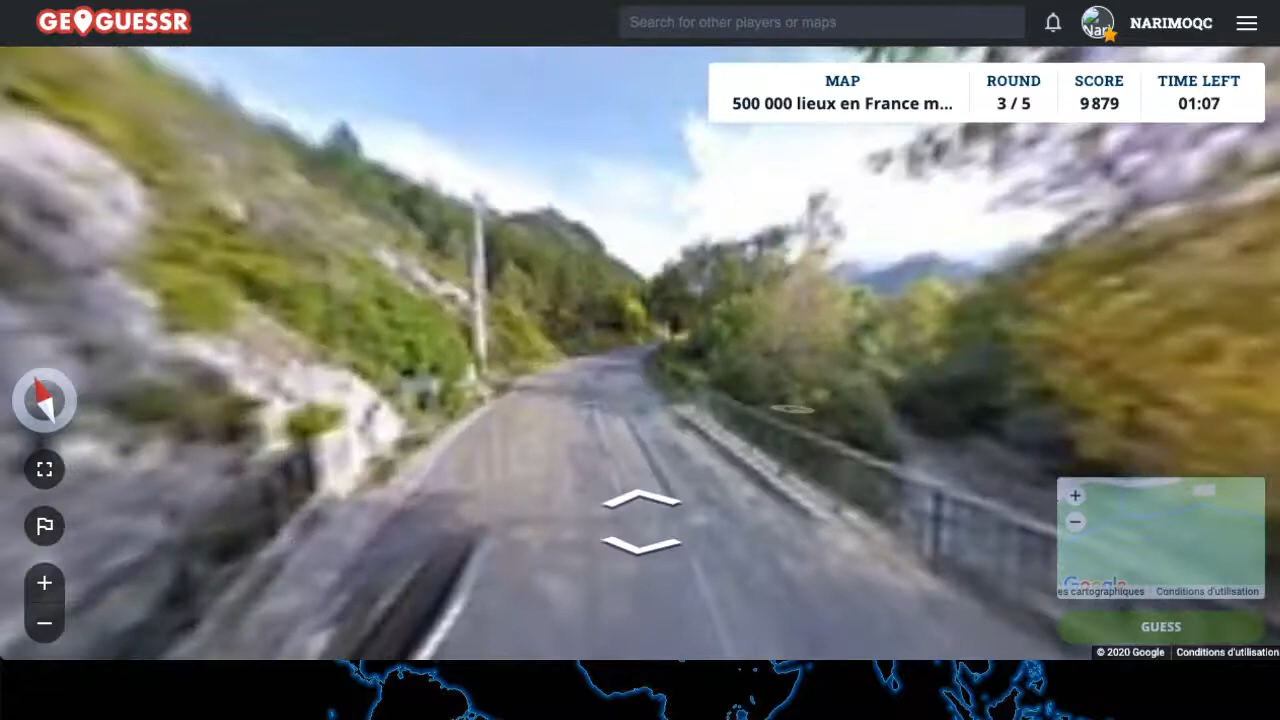 GEOGUESSR
Search for other players or maps
NARIMOQC
MAP
500 000 lieux en France m...
ROUND
3 / 5
SCORE
9 879
TIME LEFT
01:07
Google
es cartographiques
Conditions d'utilisation
GUESS
© 2020 Google
Conditions d'utilisation